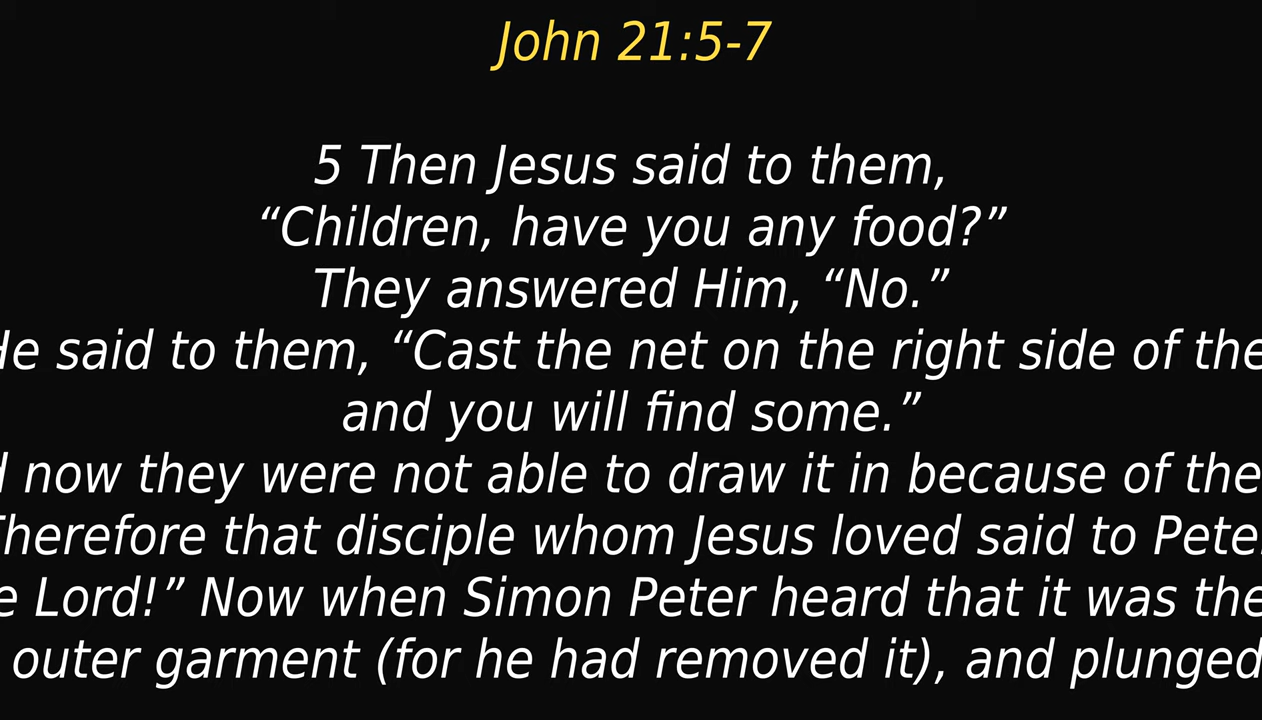 John 21:5-7
5 Then Jesus said to them,
“Children, have you any food?”
They answered Him, “No.”
He said to them, “Cast the net on the right side of the
and you will find some.”
now they were not able to draw it in because of the
Therefore that disciple whom Jesus loved said to Peter
Lord!” Now when Simon Peter heard that it was the
outer garment (for he had removed it), and plunged